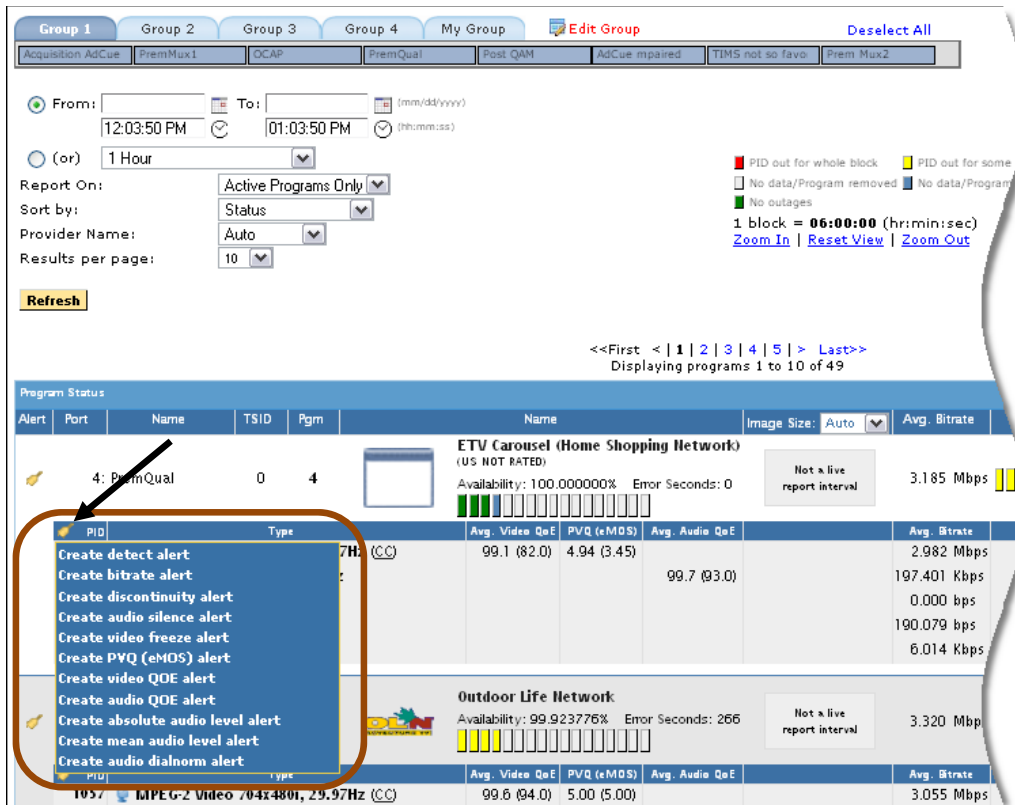 Group 1 Group 2 Group 3 Group 4 My Group Edit Group Deselect All
Acquisition AdCue PremMux1 OCAP PremQual Post QAM AdCue mpaired TIMS not so favo Prem Mux2
From: To: (mm/dd/yyyy)
12:03:50 PM 01:03:50 PM (hh:mm:ss)
(or) 1 Hour
PID out for whole block PID out for some
Report On: Active Programs Only
No data/Program removed No data/Program
Sort by: Status
No outages
Provider Name: Auto
1 block = 06:00:00 (hr:min:sec)
Zoom In | Reset View | Zoom Out
Results per page: 10
Refresh
<<First < | 1 | 2 | 3 | 4 | 5 | > Last>>
Displaying programs 1 to 10 of 49
Program Status
Alert Port Name TSID Pgm Name Image Size: Auto Avg. Bitrate
ETV Carousel (Home Shopping Network)
(US NOT RATED)
4: PremQual 0 4 Availability: 100.000000% Error Seconds: 0 Not a live report interval 3.185 Mbps
PID Type Avg. Video QoE PVQ (eMOS) Avg. Audio QoE Avg. Bitrate
Create detect alert 7Hz (CC) 99.1 (82.0) 4.94 (3.45) 2.982 Mbps
Create bitrate alert 99.7 (93.0) 197.401 Kbps
Create discontinuity alert 0.000 bps
Create audio silence alert
Create video freeze alert 190.079 bps
Create PVQ (eMOS) alert 6.014 Kbps
Create video QOE alert
Create audio QOE alert Outdoor Life Network
Create absolute audio level alert OLN Availability: 99.923776% Error Seconds: 266 Not a live report interval 3.320 Mbp
Create mean audio level alert
Create audio dialnorm alert
PID Type Avg. Video QoE PVQ (eMOS) Avg. Audio QoE Avg. Bitrate
1057 MPEG-2 Video 704x480i, 29.97Hz (CC) 99.6 (94.0) 5.00 (5.00) 3.055 Mbps